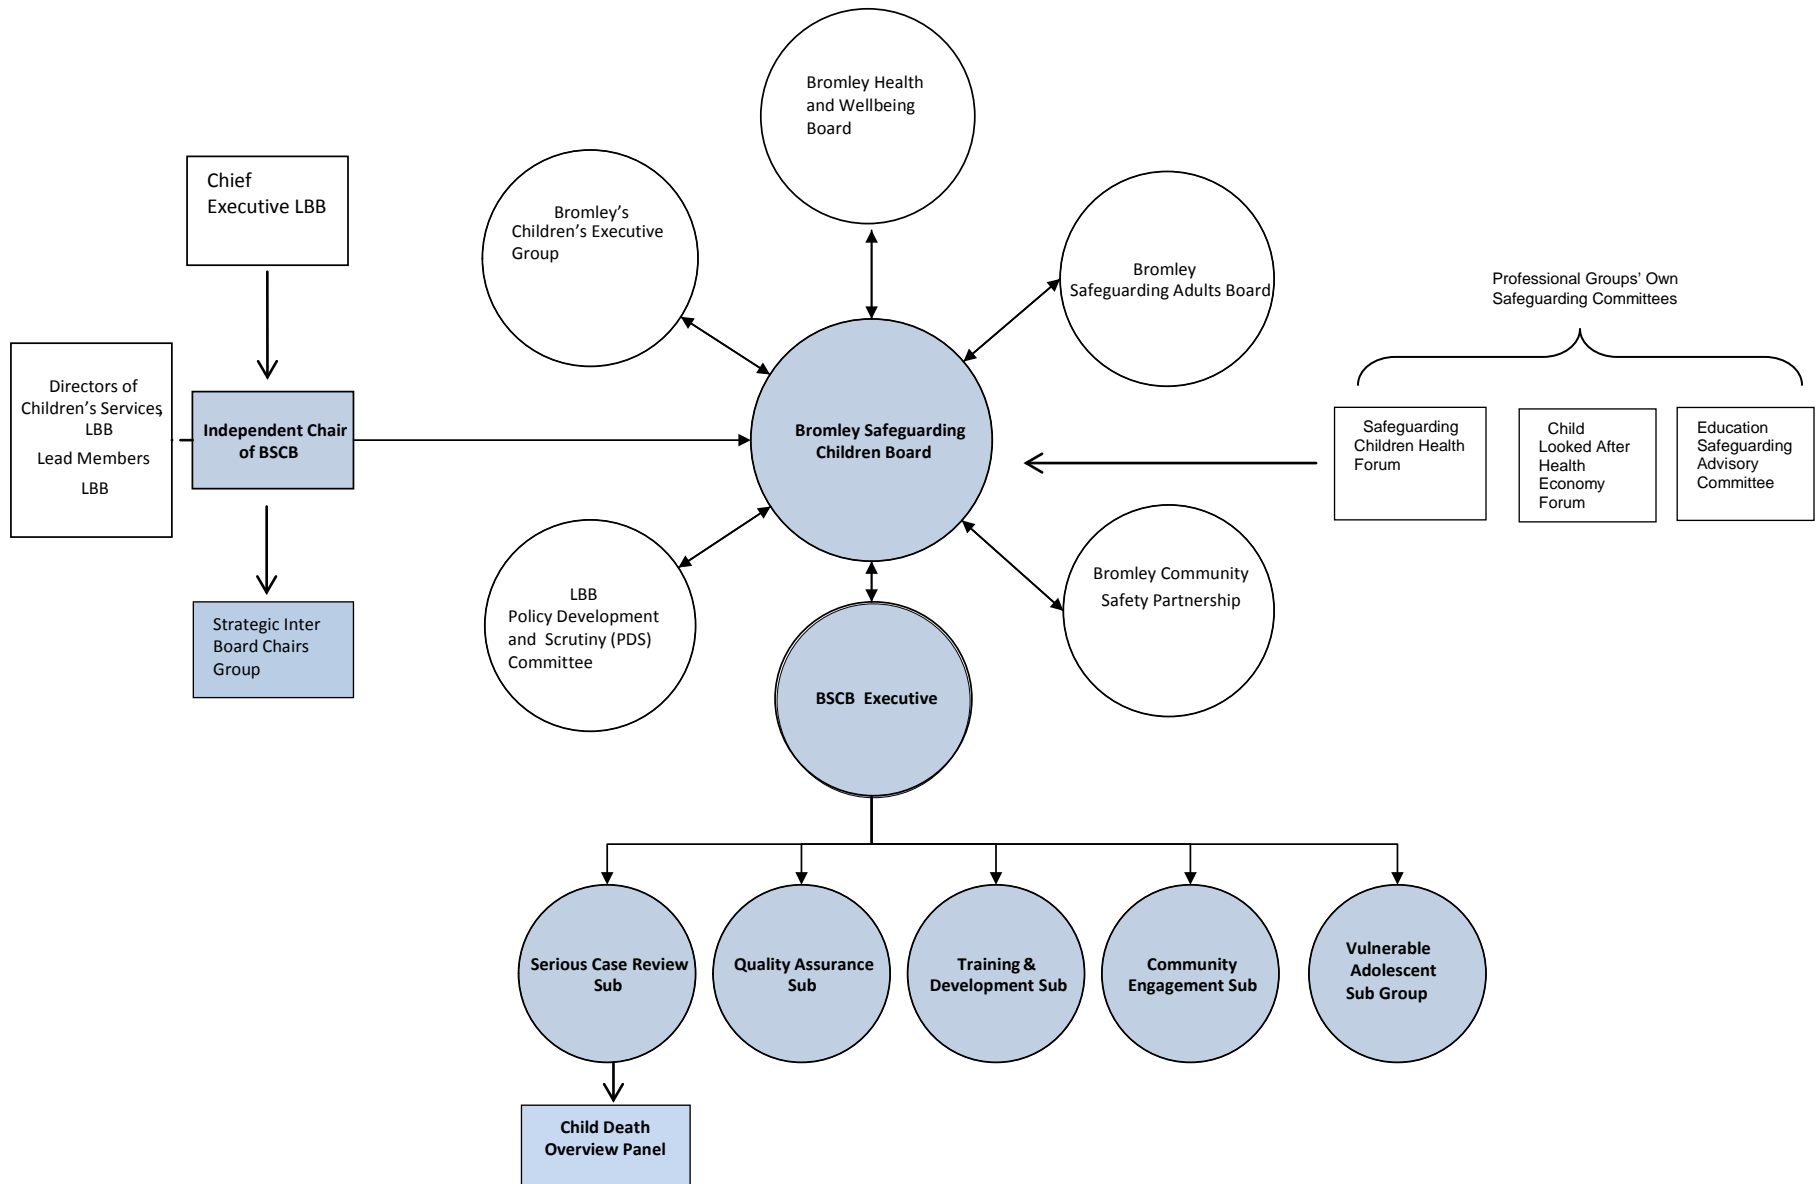 Bromley Health
and Wellbeing
Board
Chief
Executive LBB
Bromley’s
Children’s Executive
Group
Bromley
Safeguarding Adults Board
Professional Groups’ Own
Safeguarding Committees
Directors of
Children’s Services,
LBB
Lead Members
LBB
Independent Chair
of BSCB
Bromley Safeguarding
Children Board
Safeguarding
Children Health
Forum
Child
Looked After
Health
Economy
Forum
Education
Safeguarding
Advisory
Committee
Strategic Inter
Board Chairs
Group
LBB
Policy Development
and Scrutiny (PDS)
Committee
Bromley Community
Safety Partnership
BSCB Executive
Serious Case Review
Sub
Quality Assurance
Sub
Training &
Development Sub
Community
Engagement Sub
Vulnerable
Adolescent
Sub Group
Child Death
Overview Panel